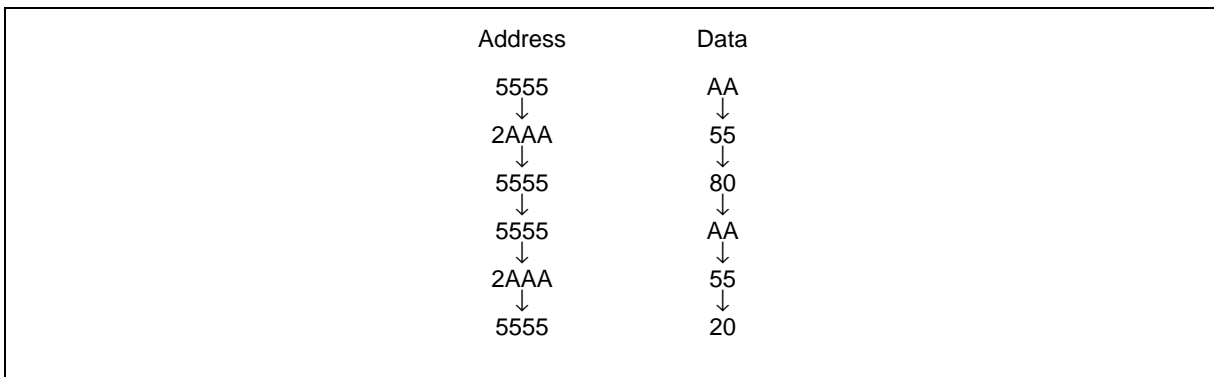 Address Data
5555 AA
↓ ↓
2AAA 55
↓ ↓
5555 80
↓ ↓
5555 AA
↓ ↓
2AAA 55
↓ ↓
5555 20